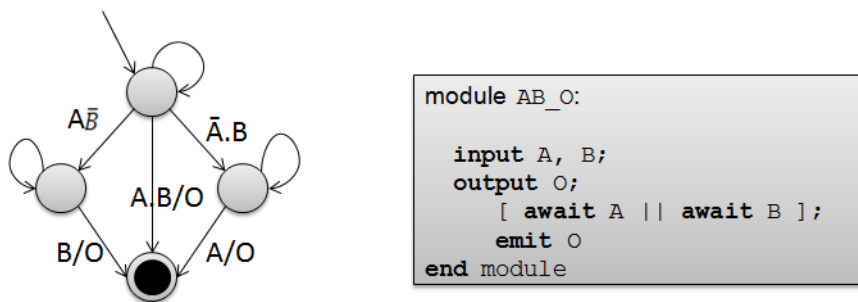 AB̅
Ā.B
A.B/O
B/O
A/O
module AB_O:
input A, B;
output O;
[ await A || await B ];
emit O
end module